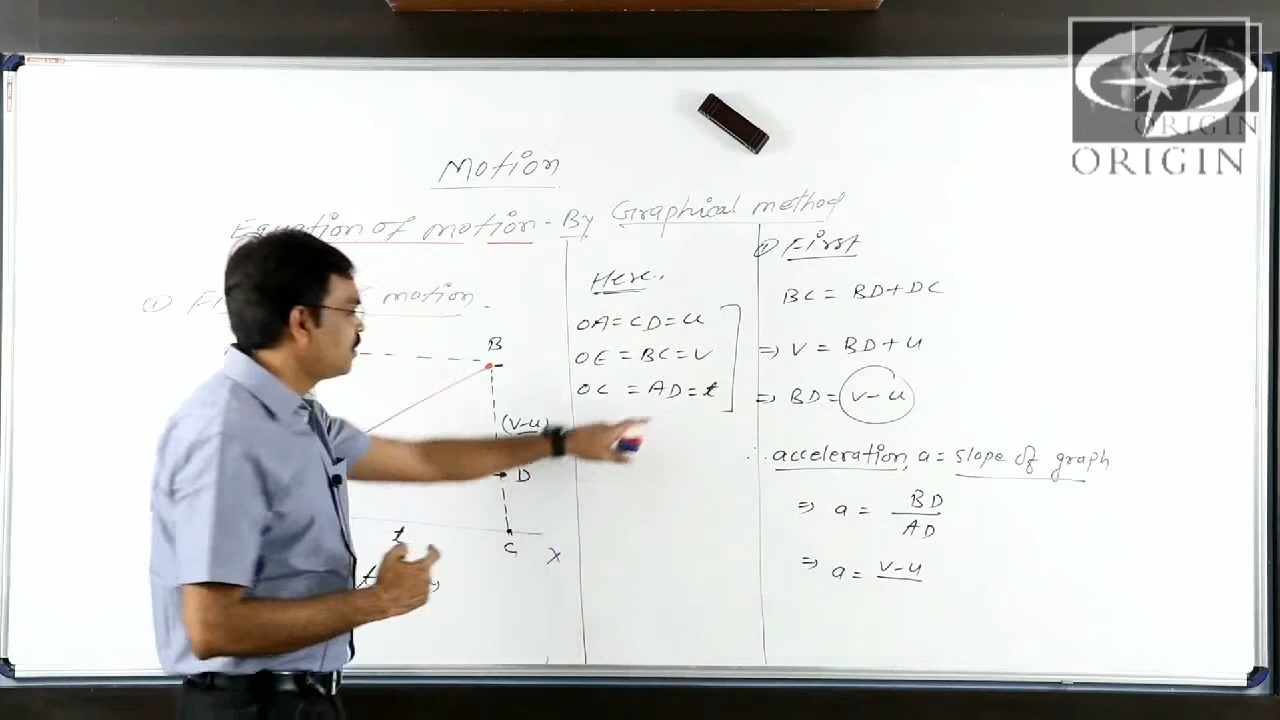 ORIGIN
ORIGIN
Motion
Equation of motion - By Graphical method
① Fi motion.
B
(v-u)
D
t
C
X
Here,
OA = CD = u
OE = BC = v
OC = AD = t
① First
BC = BD + DC
⇒ v = BD + u
⇒ BD = v - u
∴ acceleration, a = slope of graph
⇒ a = BD
AD
⇒ a = v-u